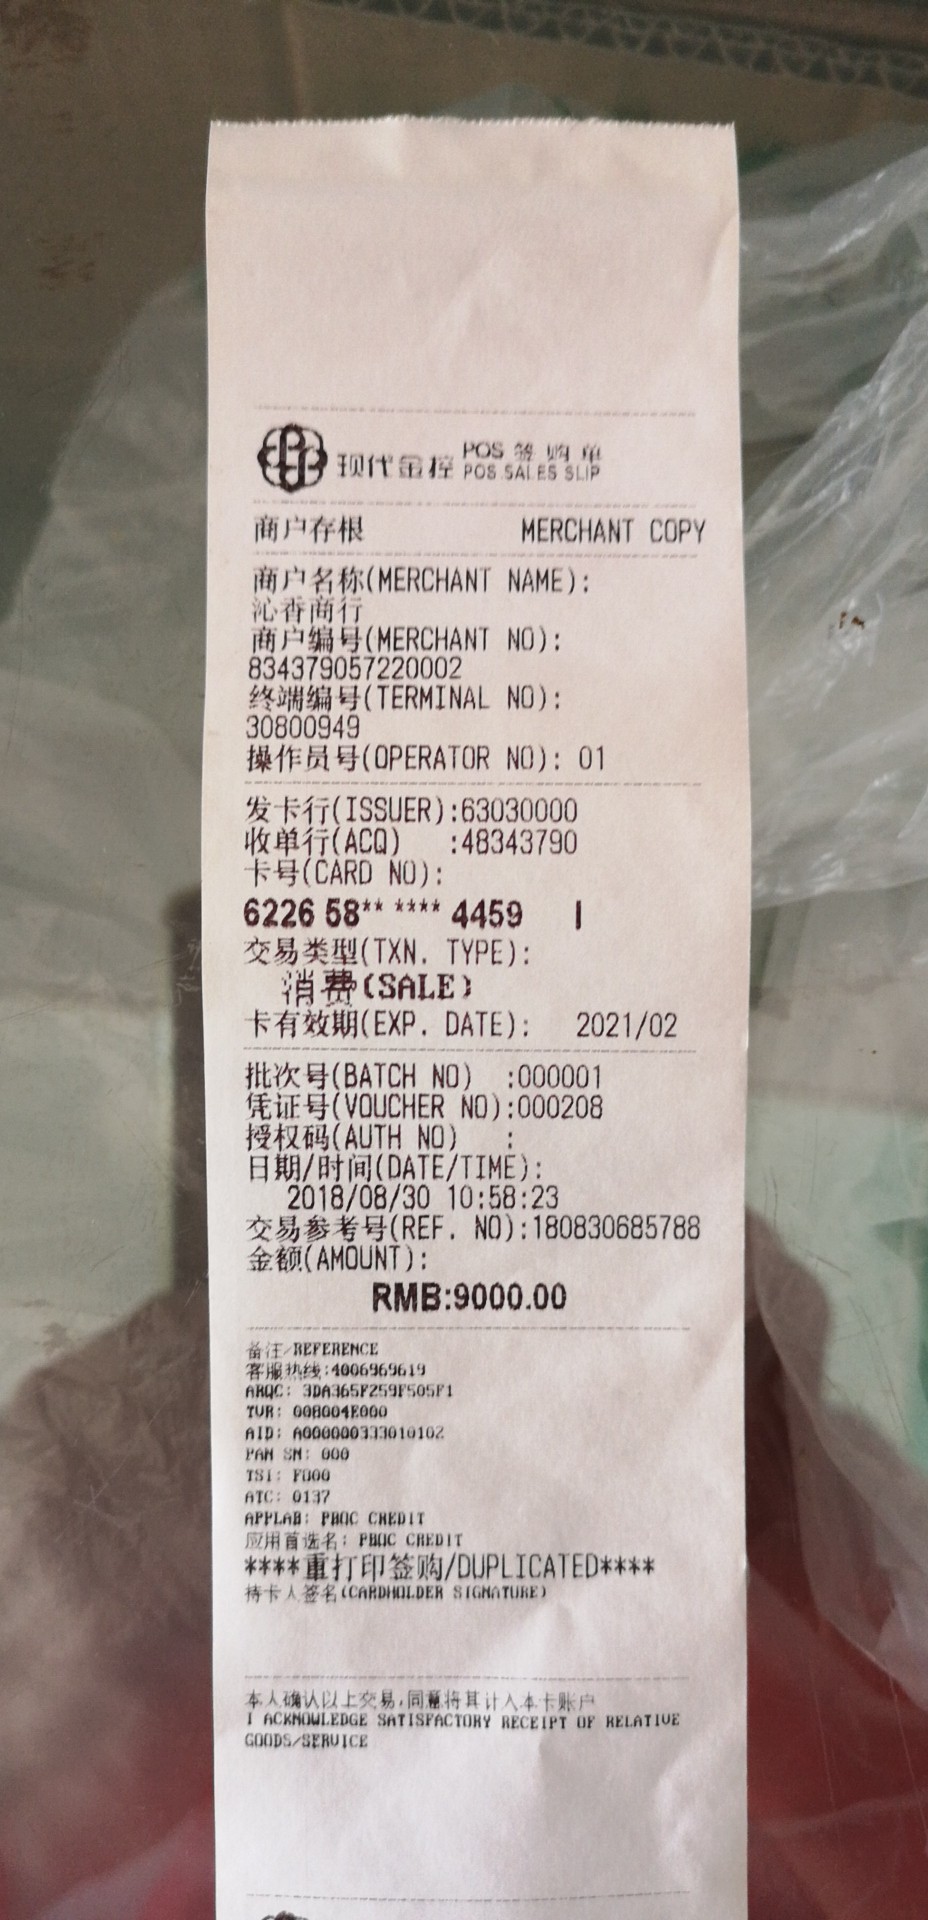 现代金控 POS 签购单
POS SALES SLIP
商户存根 MERCHANT COPY
商户名称(MERCHANT NAME):
沁香商行
商户编号(MERCHANT NO):
834379057220002
终端编号(TERMINAL NO):
30800949
操作员号(OPERATOR NO): 01
发卡行(ISSUER):63030000
收单行(ACQ) :48343790
卡号(CARD NO):
6226 58** **** 4459 I
交易类型(TXN. TYPE):
消费(SALE)
卡有效期(EXP. DATE): 2021/02
批次号(BATCH NO) :000001
凭证号(VOUCHER NO):000208
授权码(AUTH NO) :
日期/时间(DATE/TIME):
2018/08/30 10:58:23
交易参考号(REF. NO):180830685788
金额(AMOUNT):
RMB:9000.00
备注/REFERENCE
客服热线:4006969619
ARQC: 3DA365F259F505F1
TVR: 008004E000
AID: A000000333010102
PAN SN: 000
TSI: F000
ATC: 0137
APPLAB: PBOC CREDIT
应用首选名: PBOC CREDIT
****重打印签购/DUPLICATED****
持卡人签名(CARDHOLDER SIGNATURE)
本人确认以上交易,同意将其计入本卡账户
I ACKNOWLEDGE SATISFACTORY RECEIPT OF RELATIVE
GOODS/SERVICE